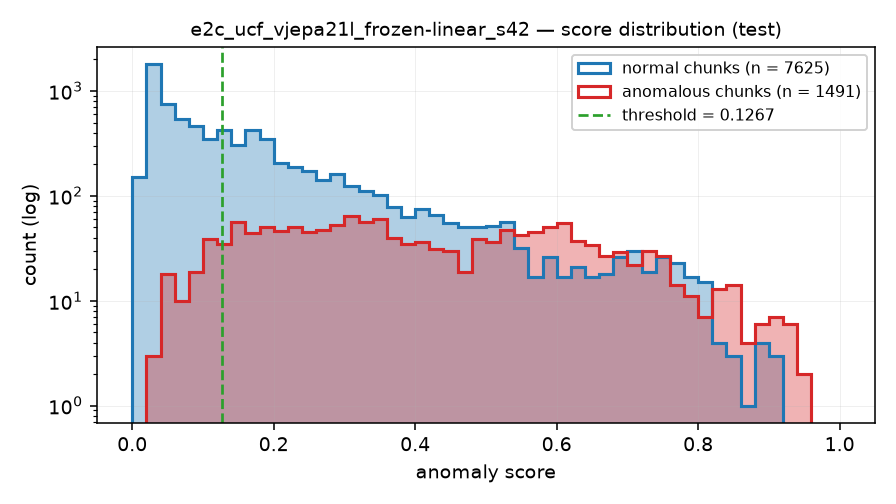 e2c_ucf_vjepa21l_frozen-linear_s42 — score distribution (test)
normal chunks (n = 7625)
anomalous chunks (n = 1491)
threshold = 0.1267
count (log)
10³
10²
10¹
10⁰
0.0 0.2 0.4 0.6 0.8 1.0
anomaly score